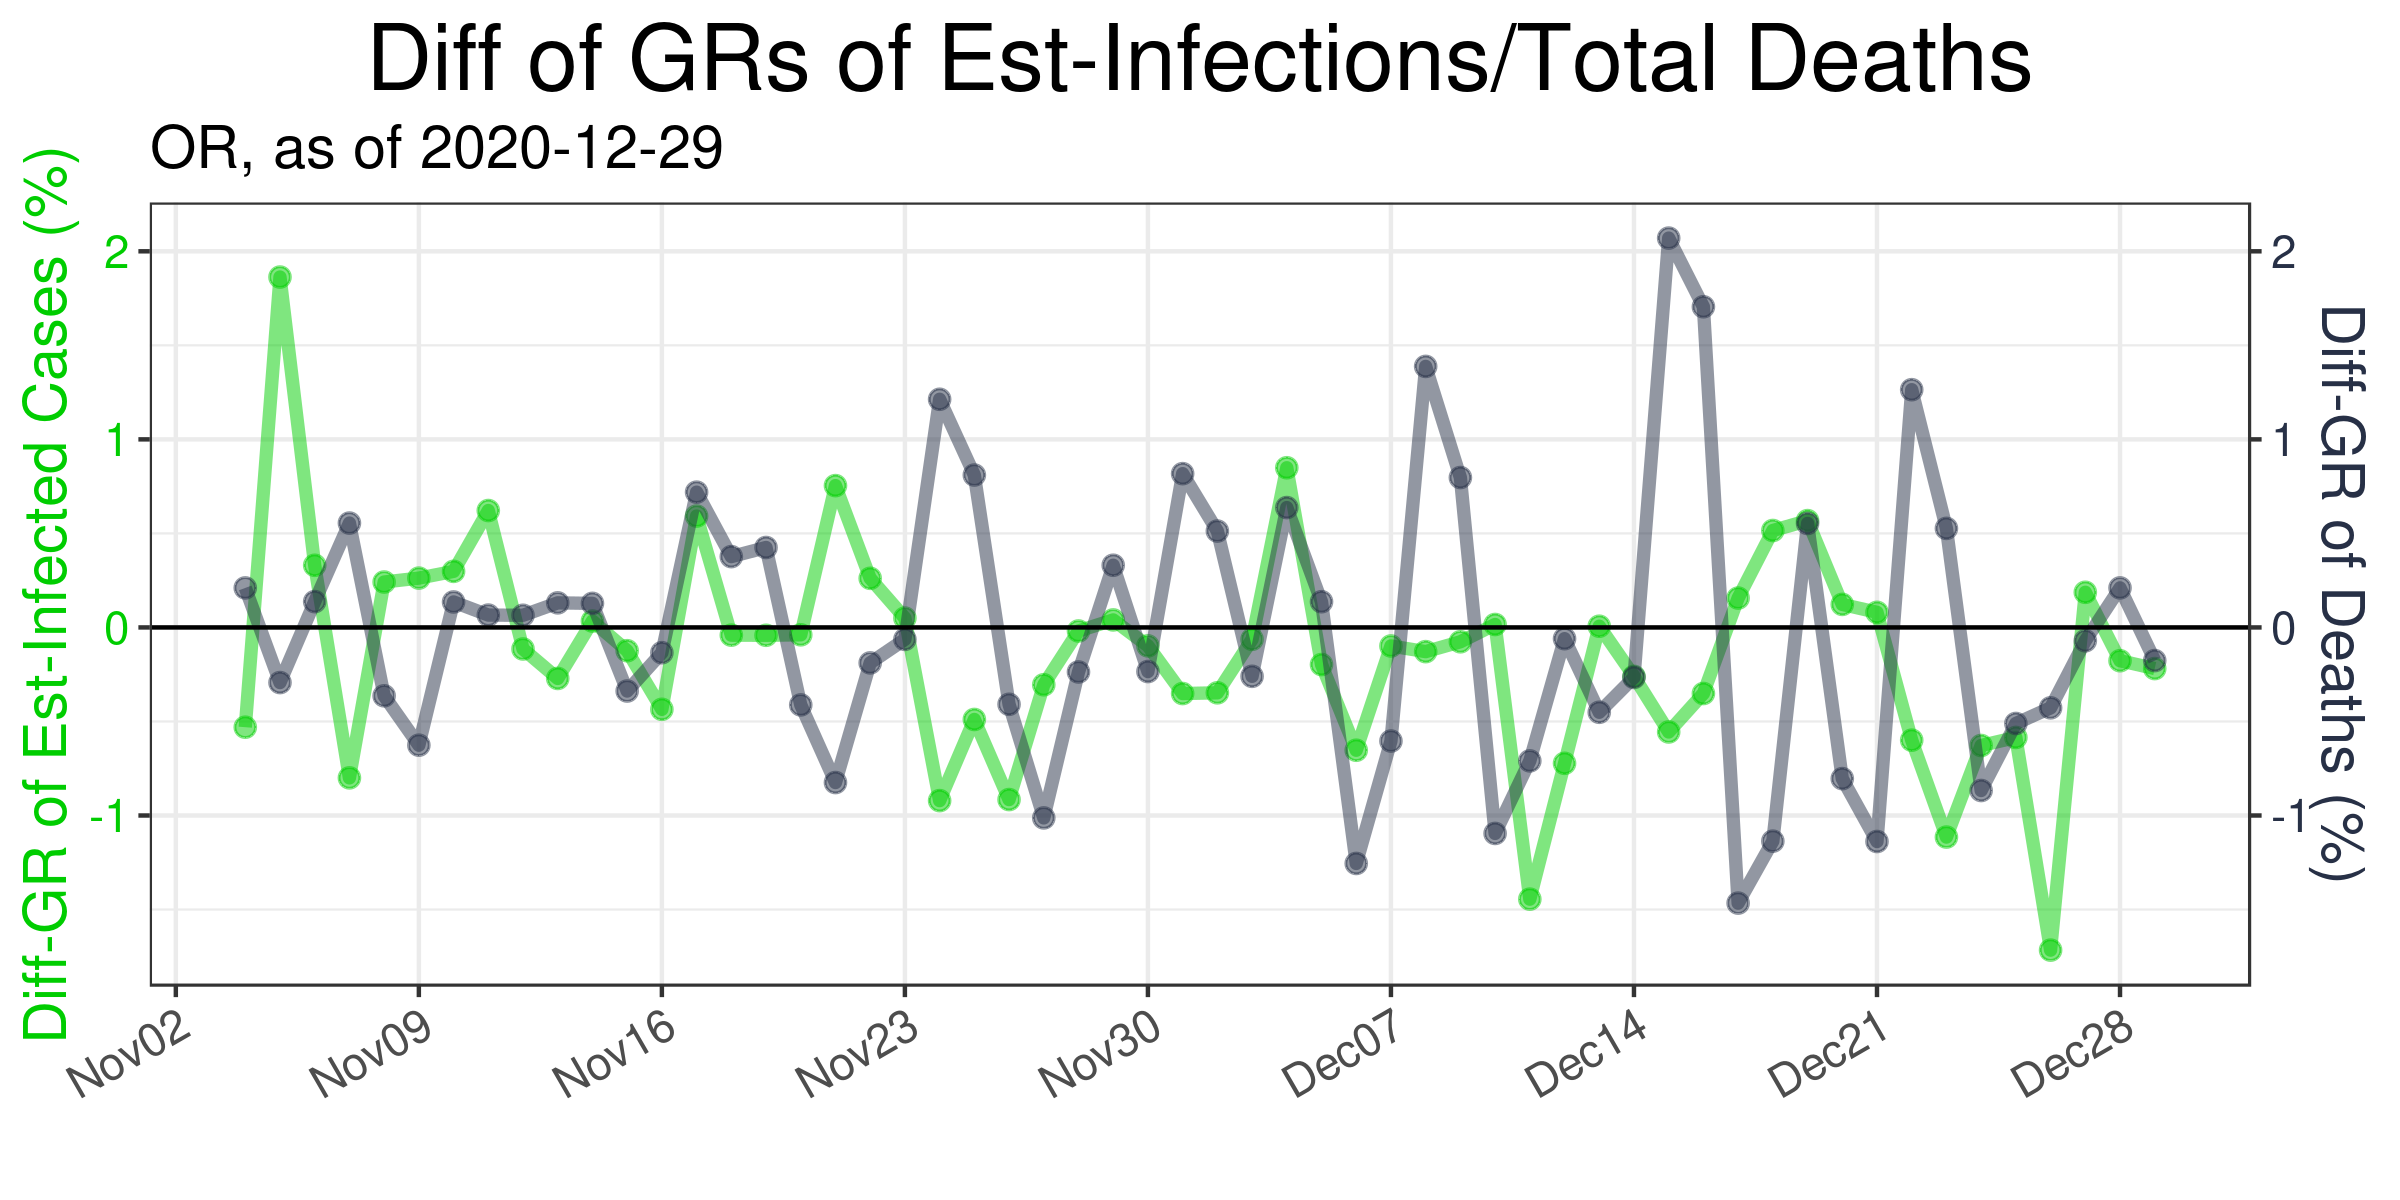 Diff of GRs of Est-Infections/Total Deaths
OR, as of 2020-12-29
Diff-GR of Est-Infected Cases (%)
2
1
0
-1
2
1
0
-1
Diff-GR of Deaths (%)
Nov02
Nov09
Nov16
Nov23
Nov30
Dec07
Dec14
Dec21
Dec28